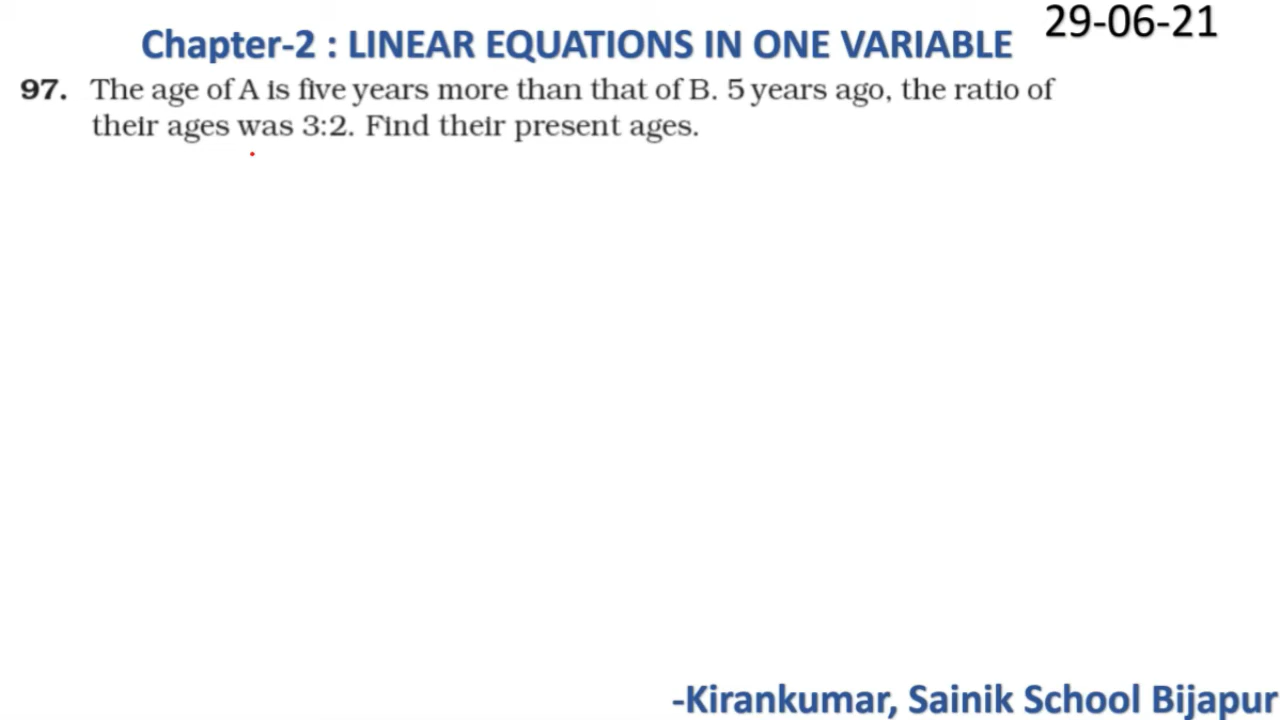 29-06-21
Chapter-2 : LINEAR EQUATIONS IN ONE VARIABLE
97. The age of A is five years more than that of B. 5 years ago, the ratio of
their ages was 3:2. Find their present ages.
-Kirankumar, Sainik School Bijapur